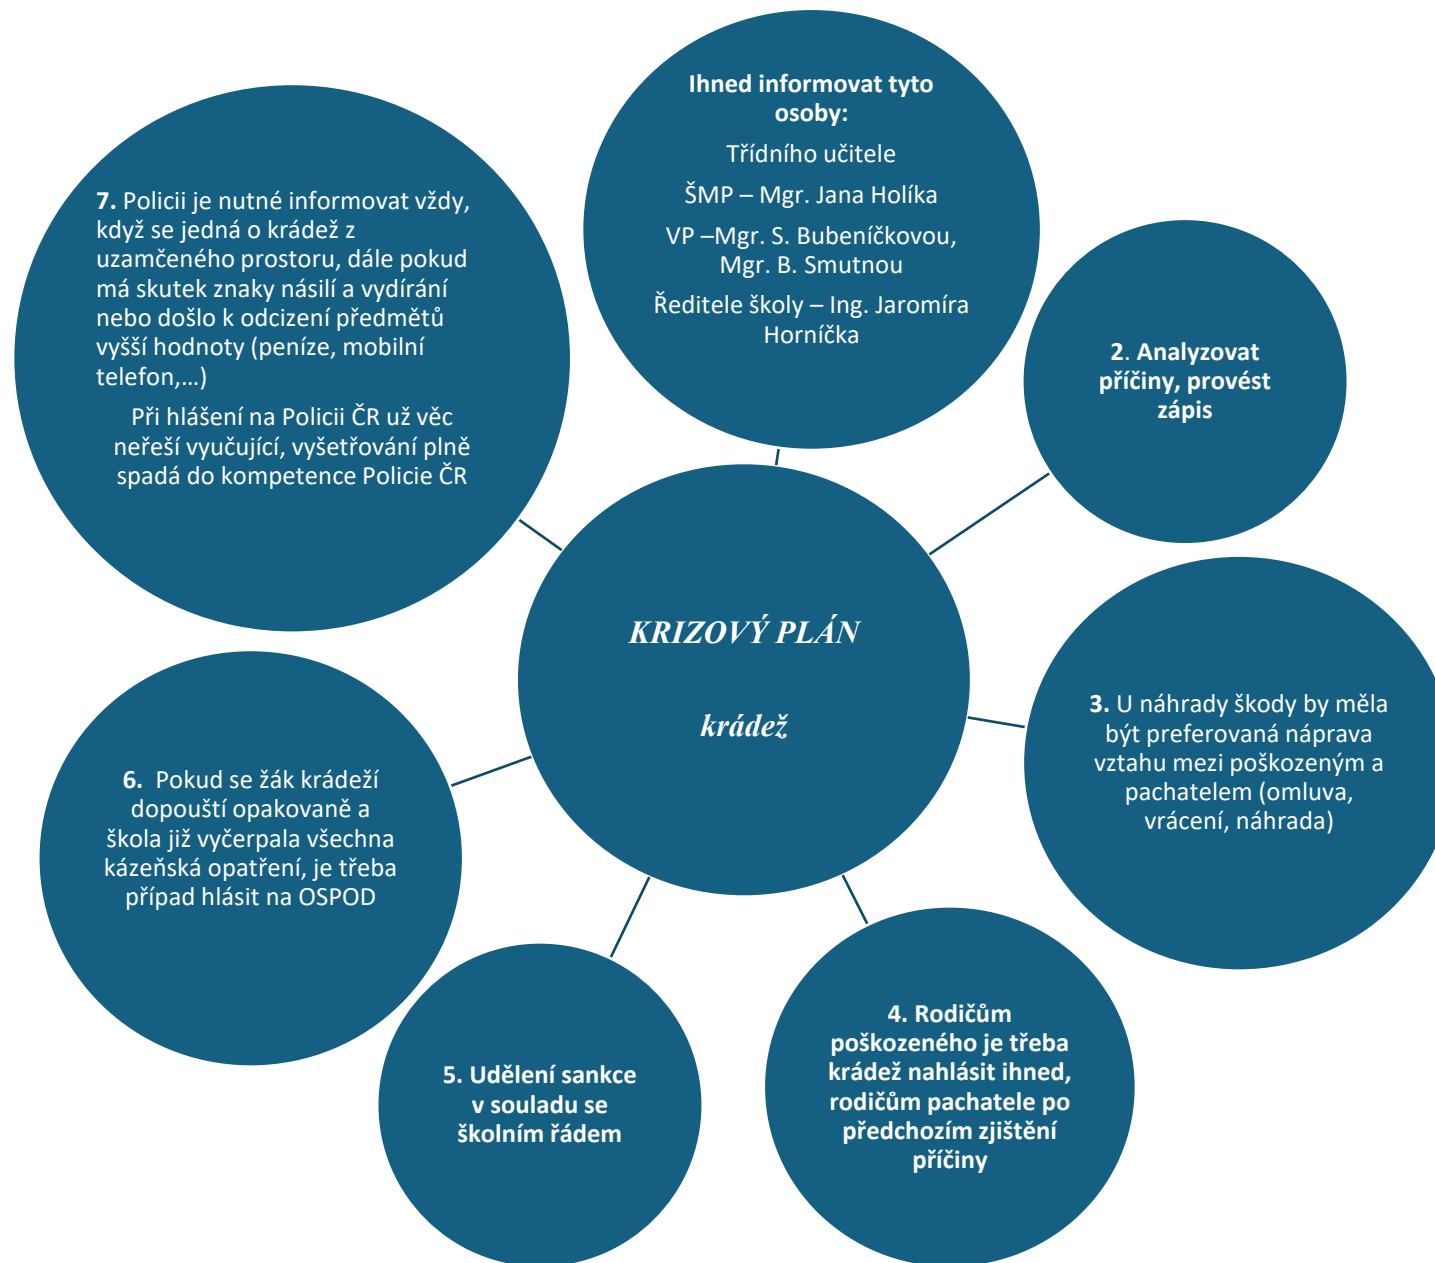 KRIZOVÝ PLÁN
krádež
Ihned informovat tyto
osoby:
Třídního učitele
ŠMP – Mgr. Jana Holíka
VP –Mgr. S. Bubeníčkovou,
Mgr. B. Smutnou
Ředitele školy – Ing. Jaromíra
Horníčka
2. Analyzovat
příčiny, provést
zápis
3. U náhrady škody by měla
být preferovaná náprava
vztahu mezi poškozeným a
pachatelem (omluva,
vrácení, náhrada)
4. Rodičům
poškozeného je třeba
krádež nahlásit ihned,
rodičům pachatele po
předchozím zjištění
příčiny
5. Udělení sankce
v souladu se
školním řádem
6. Pokud se žák krádeží
dopouští opakovaně a
škola již vyčerpala všechna
kázeňská opatření, je třeba
případ hlásit na OSPOD
7. Policii je nutné informovat vždy,
když se jedná o krádež z
uzamčeného prostoru, dále pokud
má skutek znaky násilí a vydírání
nebo došlo k odcizení předmětů
vyšší hodnoty (peníze, mobilní
telefon,...)
Při hlášení na Policii ČR už věc
neřeší vyučující, vyšetřování plně
spadá do kompetence Policie ČR